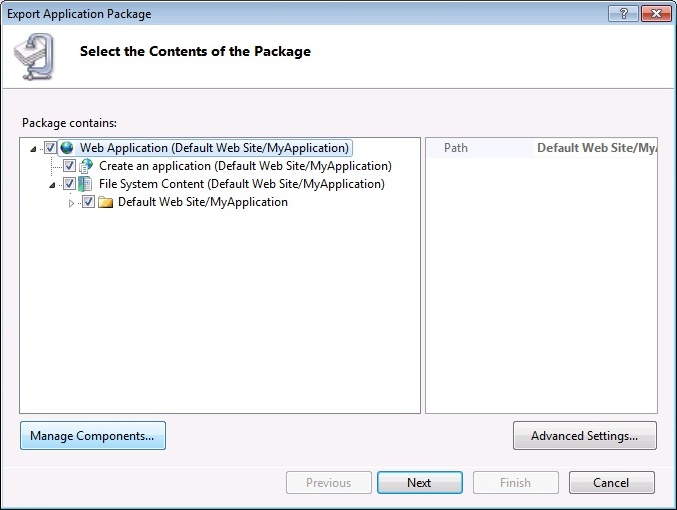 Export Application Package
?
Select the Contents of the Package
Package contains:
Web Application (Default Web Site/MyApplication)
Create an application (Default Web Site/MyApplication)
File System Content (Default Web Site/MyApplication)
Default Web Site/MyApplication
Path Default Web Site/My
Manage Components...
Advanced Settings...
Previous Next Finish Cancel